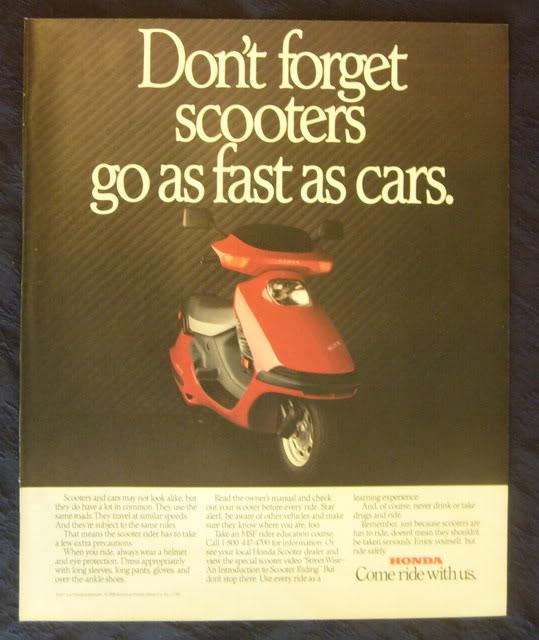 Don't forget
scooters
go as fast as cars.
Scooters and cars may not look alike, but
they do have a lot in common. They use the
same roads. They travel at similar speeds.
And they're subject to the same rules.
That means the scooter rider has to take
a few extra precautions.
When you ride, always wear a helmet
and eye protection. Dress appropriately
with long sleeves, long pants, gloves, and
over-the-ankle shoes.
Read the owner's manual and check
out your scooter before every ride. Stay
alert, be aware of other vehicles and make
sure they know where you are, too.
Take an MSF rider education course.
Call 1-800-447-4700 for information. Or
see your local Honda Scooter dealer and
view the special scooter video "Street Wise—
An Introduction to Scooter Riding." But
don't stop there. Use every ride as a
learning experience.
And, of course, never drink or take
drugs and ride.
Remember, just because scooters are
fun to ride, doesn't mean they shouldn't
be taken seriously. Enjoy yourself, but
ride safely.
HONDA
Come ride with us.